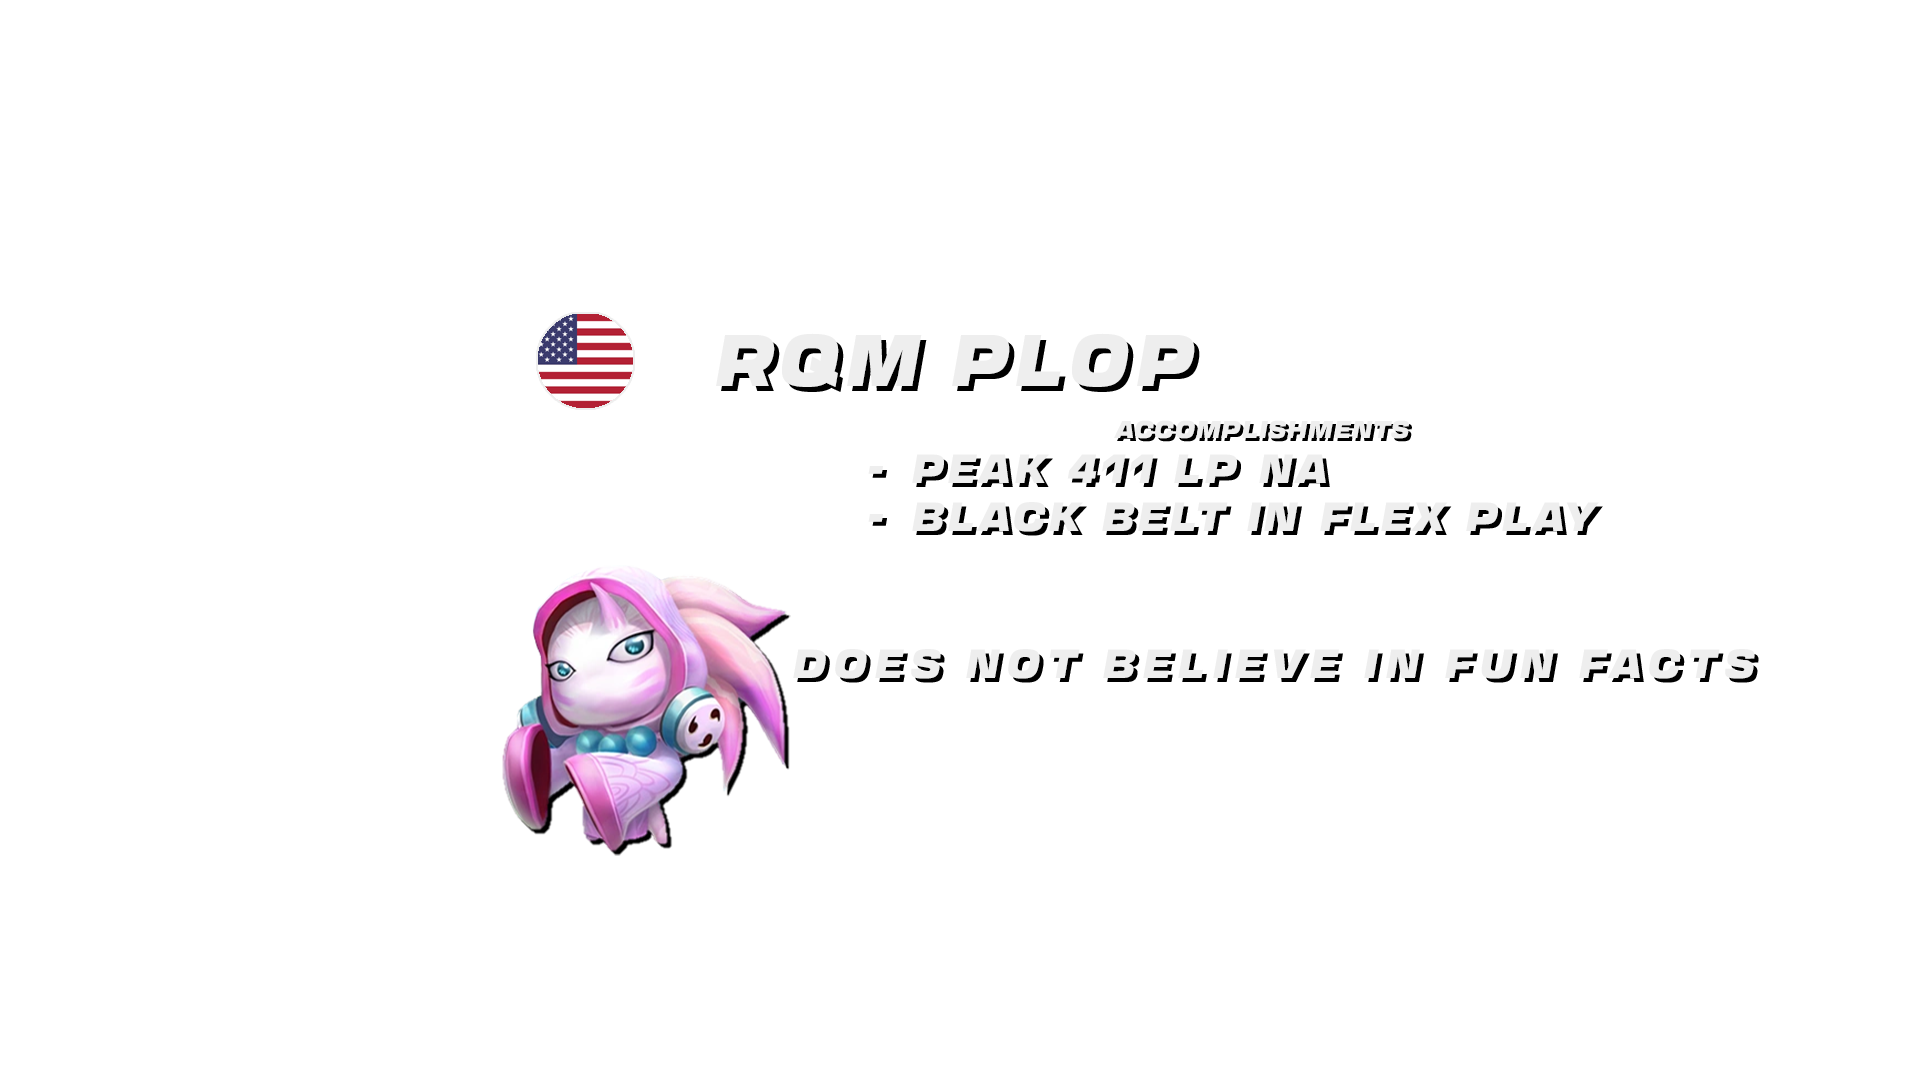 RQM PLOP
ACCOMPLISHMENTS
- PEAK 411 LP NA
- BLACK BELT IN FLEX PLAY
DOES NOT BELIEVE IN FUN FACTS